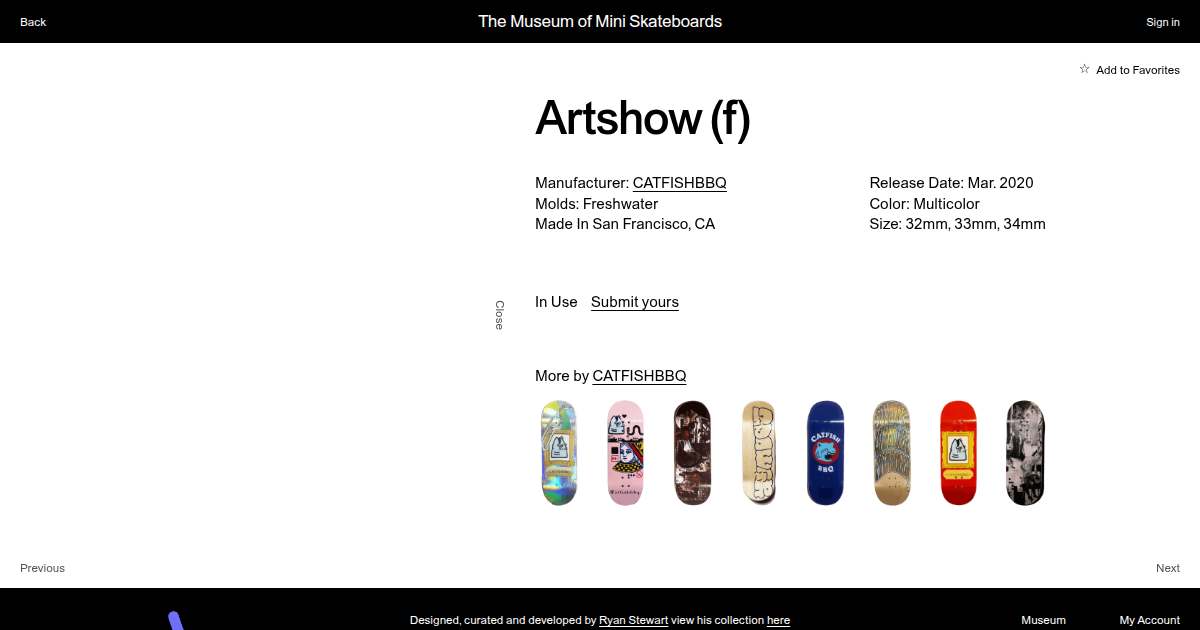 Back
The Museum of Mini Skateboards
Sign in
☆ Add to Favorites
Artshow (f)
Manufacturer: CATFISHBBQ
Molds: Freshwater
Made In San Francisco, CA
Release Date: Mar. 2020
Color: Multicolor
Size: 32mm, 33mm, 34mm
Close
In Use Submit yours
More by CATFISHBBQ
CATFISH
BBQ
Previous
Next
Designed, curated and developed by Ryan Stewart view his collection here
Museum
My Account